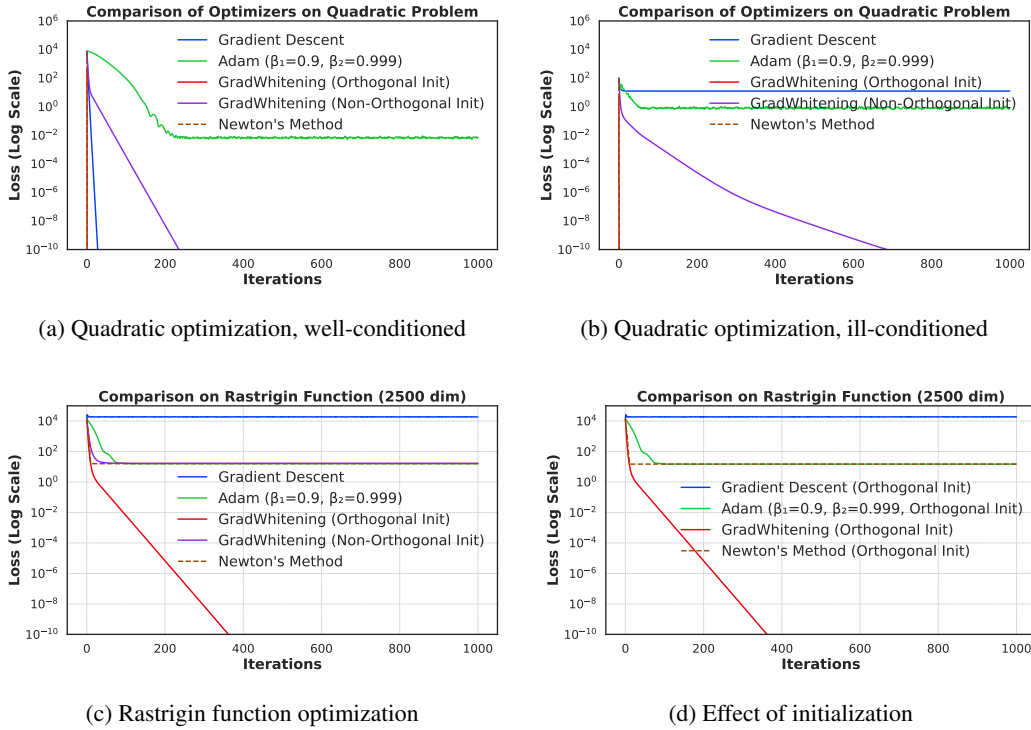 Comparison of Optimizers on Quadratic Problem
10⁶
10⁴
10²
10⁰
10⁻²
10⁻⁴
10⁻⁶
10⁻⁸
10⁻¹⁰
Loss (Log Scale)
Gradient Descent
Adam (β₁=0.9, β₂=0.999)
GradWhitening (Orthogonal Init)
GradWhitening (Non-Orthogonal Init)
Newton's Method
0 200 400 600 800 1000
Iterations
(a) Quadratic optimization, well-conditioned
Comparison of Optimizers on Quadratic Problem
10⁶
10⁴
10²
10⁰
10⁻²
10⁻⁴
10⁻⁶
10⁻⁸
10⁻¹⁰
Loss (Log Scale)
Gradient Descent
Adam (β₁=0.9, β₂=0.999)
GradWhitening (Orthogonal Init)
GradWhitening (Non-Orthogonal Init)
Newton's Method
0 200 400 600 800 1000
Iterations
(b) Quadratic optimization, ill-conditioned
Comparison on Rastrigin Function (2500 dim)
10⁴
10²
10⁰
10⁻²
10⁻⁴
10⁻⁶
10⁻⁸
10⁻¹⁰
Loss (Log Scale)
Gradient Descent
Adam (β₁=0.9, β₂=0.999)
GradWhitening (Orthogonal Init)
GradWhitening (Non-Orthogonal Init)
Newton's Method
0 200 400 600 800 1000
Iterations
(c) Rastrigin function optimization
Comparison on Rastrigin Function (2500 dim)
10⁴
10²
10⁰
10⁻²
10⁻⁴
10⁻⁶
10⁻⁸
10⁻¹⁰
Loss (Log Scale)
Gradient Descent (Orthogonal Init)
Adam (β₁=0.9, β₂=0.999, Orthogonal Init)
GradWhitening (Orthogonal Init)
Newton's Method (Orthogonal Init)
0 200 400 600 800 1000
Iterations
(d) Effect of initialization